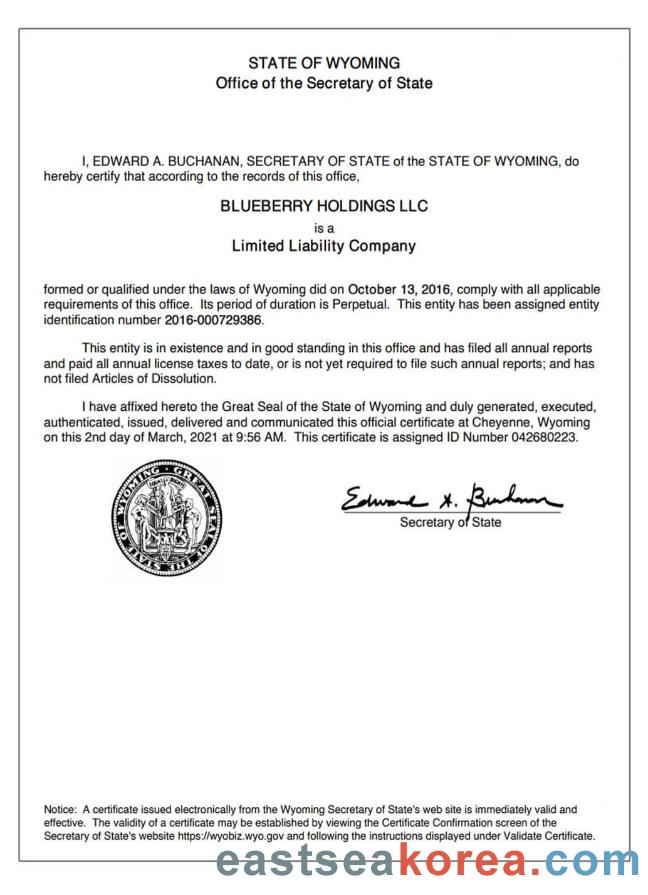 STATE OF WYOMING
Office of the Secretary of State
I, EDWARD A. BUCHANAN, SECRETARY OF STATE of the STATE OF WYOMING, do
hereby certify that according to the records of this office,
BLUEBERRY HOLDINGS LLC
is a
Limited Liability Company
formed or qualified under the laws of Wyoming did on October 13, 2016, comply with all applicable
requirements of this office. Its period of duration is Perpetual. This entity has been assigned entity
identification number 2016-000729386.
This entity is in existence and in good standing in this office and has filed all annual reports
and paid all annual license taxes to date, or is not yet required to file such annual reports; and has
not filed Articles of Dissolution.
I have affixed hereto the Great Seal of the State of Wyoming and duly generated, executed,
authenticated, issued, delivered and communicated this official certificate at Cheyenne, Wyoming
on this 2nd day of March, 2021 at 9:56 AM. This certificate is assigned ID Number 042680223.
GREAT SEAL OF THE STATE OF WYOMING
Edward A. Buchanan
Secretary of State
Notice: A certificate issued electronically from the Wyoming Secretary of State's web site is immediately valid and
effective. The validity of a certificate may be established by viewing the Certificate Confirmation screen of the
Secretary of State's website https://wyobiz.wyo.gov and following the instructions displayed under Validate Certificate.
eastseakorea.com